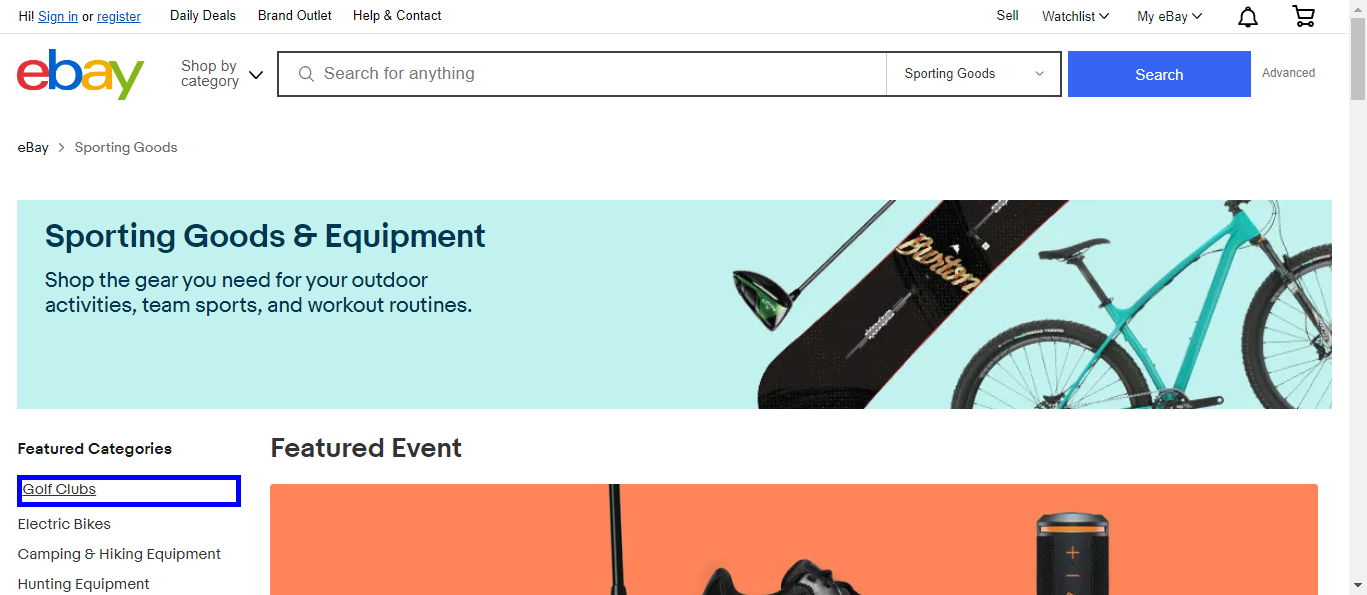 Hi! Sign in or register Daily Deals Brand Outlet Help & Contact Sell Watchlist My eBay
ebay
Shop by
category
Search for anything
Sporting Goods
Search
Advanced
eBay > Sporting Goods
Sporting Goods & Equipment
Shop the gear you need for your outdoor
activities, team sports, and workout routines.
Burton
Featured Categories
Golf Clubs
Electric Bikes
Camping & Hiking Equipment
Hunting Equipment
Featured Event